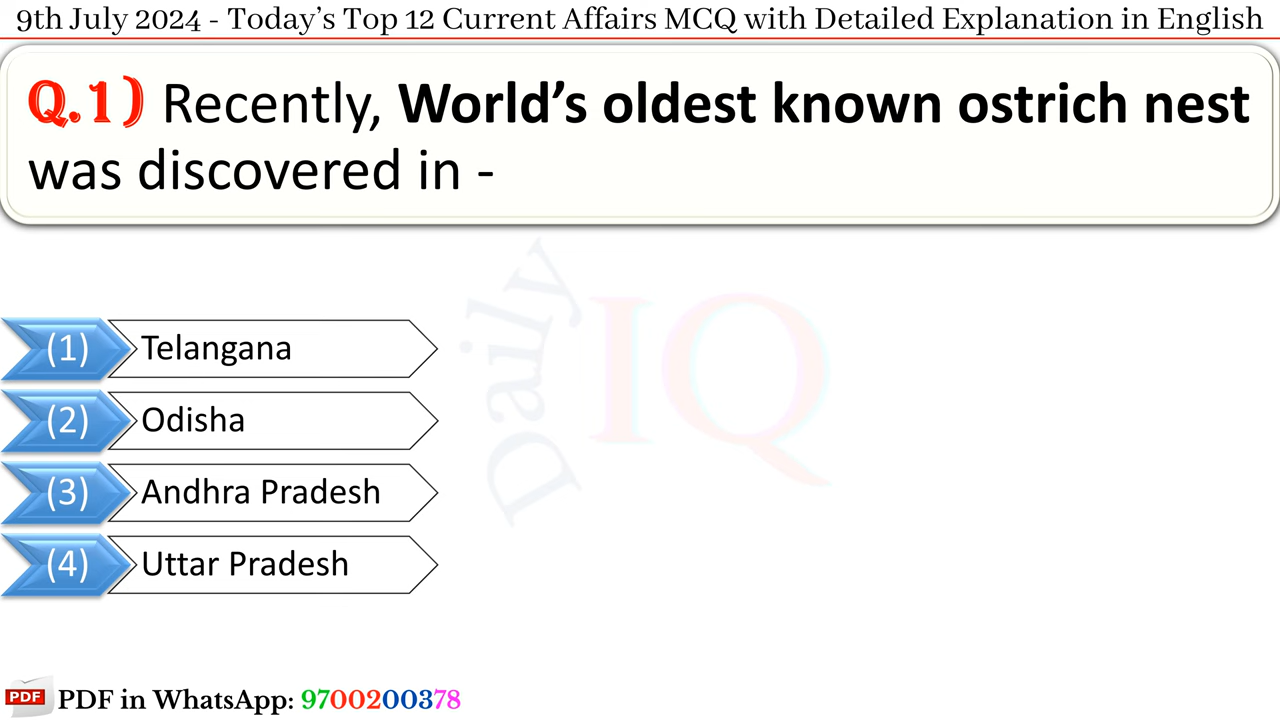 9th July 2024 - Today’s Top 12 Current Affairs MCQ with Detailed Explanation in English
Q.1) Recently, World’s oldest known ostrich nest
was discovered in -
Daily IQ
(1) Telangana
(2) Odisha
(3) Andhra Pradesh
(4) Uttar Pradesh
PDF PDF in WhatsApp: 9700200378